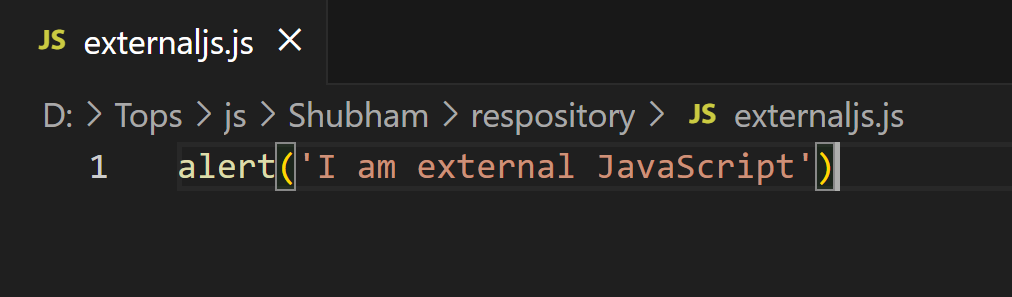 JS externaljs.js ×
D: > Tops > js > Shubham > respository > JS externaljs.js
1 alert('I am external JavaScript')